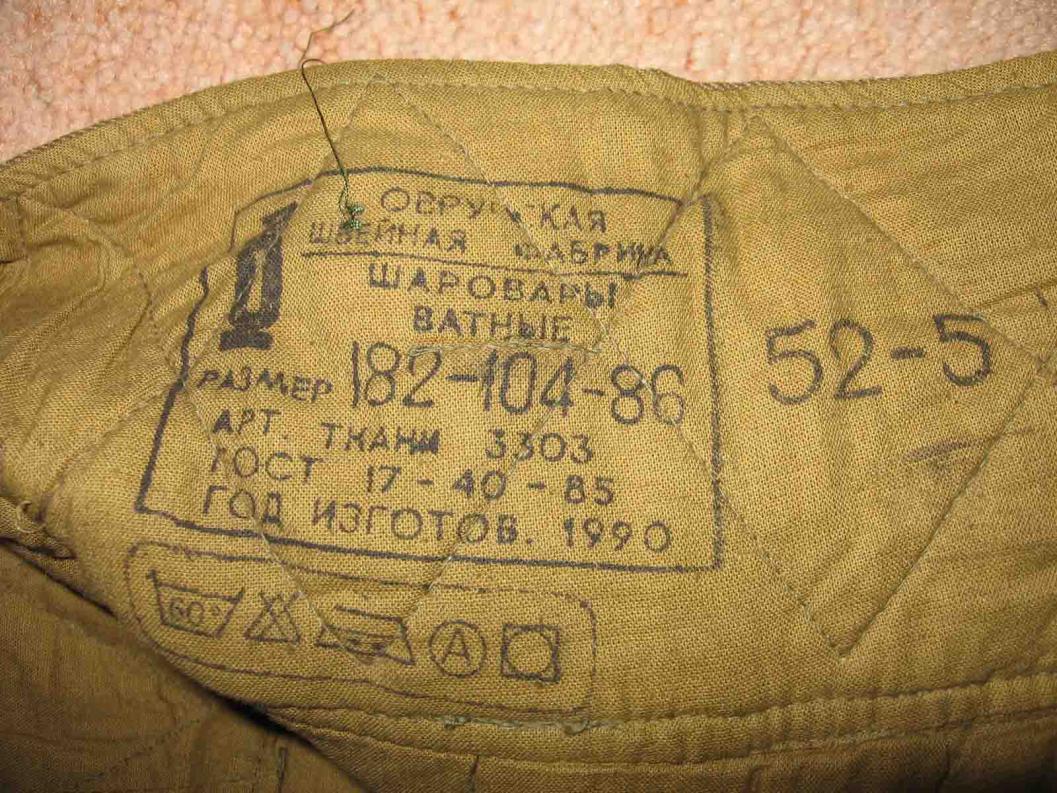 ОВРУЧСКАЯ
ШВЕЙНАЯ ФАБРИКА
ШАРОВАРЫ
ВАТНЫЕ
РАЗМЕР 182-104-86
52-5
АРТ. ТКАНИ 3303
ГОСТ 17-40-85
ГОД ИЗГОТОВ. 1990
60°
A